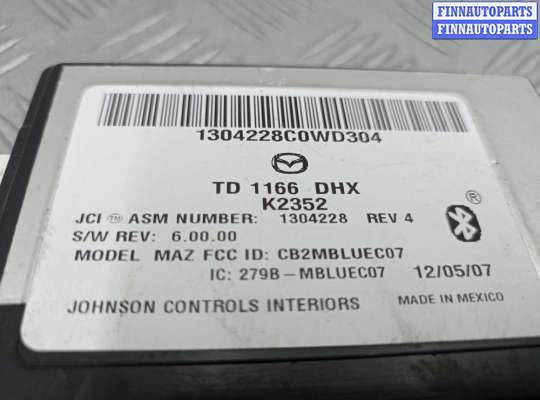 FINNAUTOPARTS
FINNAUTOPARTS
1304228C0WD304
TD 1166 DHX
K2352
JCI TM ASM NUMBER: 1304228 REV 4
S/W REV: 6.00.00
MODEL MAZ FCC ID: CB2MBLUEC07
IC: 279B-MBLUEC07 12/05/07
JOHNSON CONTROLS INTERIORS MADE IN MEXICO
®